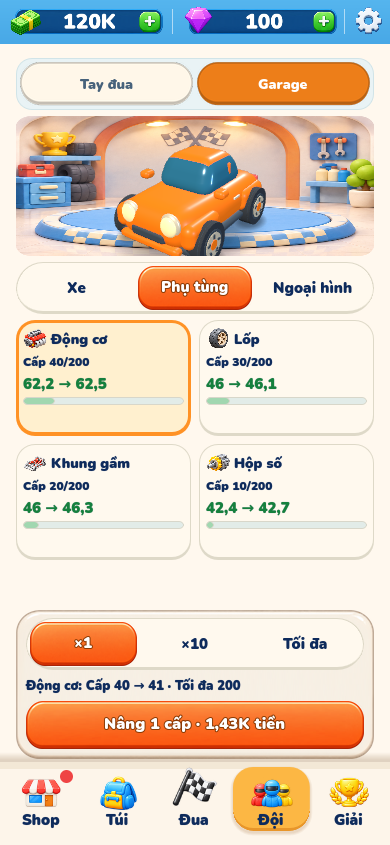 120K
100
Tay đua
Garage
Xe
Phụ tùng
Ngoại hình
Động cơ
Cấp 40/200
62,2 → 62,5
Lốp
Cấp 30/200
46 → 46,1
Khung gầm
Cấp 20/200
46 → 46,3
Hộp số
Cấp 10/200
42,4 → 42,7
×1
×10
Tối đa
Động cơ: Cấp 40 → 41 · Tối đa 200
Nâng 1 cấp · 1,43K tiền
Shop
Túi
Đua
Đội
Giải